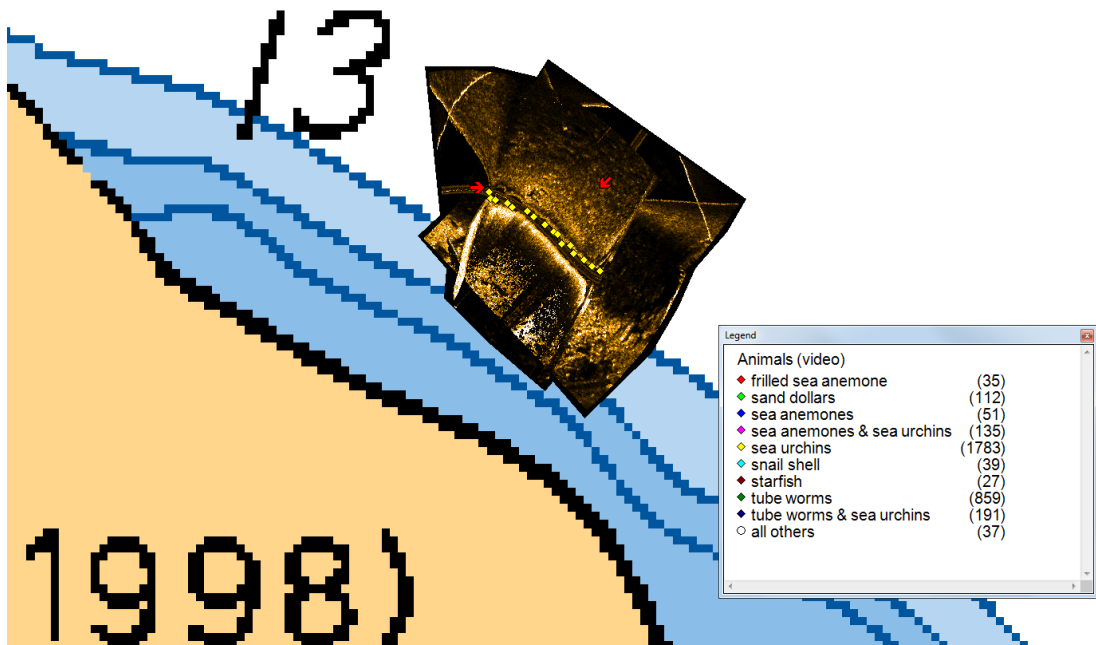 13
Legend
Animals (video)
frilled sea anemone (35)
sand dollars (112)
sea anemones (51)
sea anemones & sea urchins (135)
sea urchins (1783)
snail shell (39)
starfish (27)
tube worms (859)
tube worms & sea urchins (191)
all others (37)
1998)